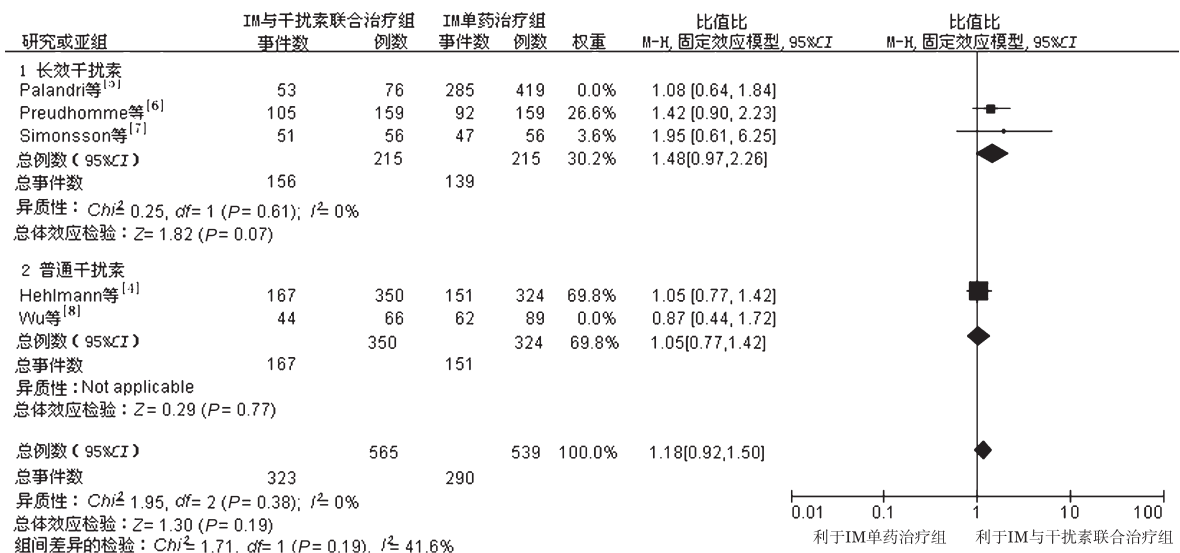 IM与干扰素联合治疗组 IM单药治疗组 比值比 比值比
研究或亚组 事件数 例数 事件数 例数 权重 M-H, 固定效应模型, 95%CI M-H, 固定效应模型, 95%CI
1 长效干扰素
Palandri等[5] 53 76 285 419 0.0% 1.08 [0.64, 1.84]
Preudhomme等[6] 105 159 92 159 26.6% 1.42 [0.90, 2.23]
Simonsson等[7] 51 56 47 56 3.6% 1.95 [0.61, 6.25]
总例数(95%CI) 215 215 30.2% 1.48[0.97,2.26]
总事件数 156 139
异质性：Chi²= 0.25, df= 1 (P= 0.61); I²= 0%
总体效应检验：Z= 1.82 (P= 0.07)
2 普通干扰素
Hehlmann等[4] 167 350 151 324 69.8% 1.05 [0.77, 1.42]
Wu等[8] 44 66 62 89 0.0% 0.87 [0.44, 1.72]
总例数(95%CI) 350 324 69.8% 1.05[0.77,1.42]
总事件数 167 151
异质性：Not applicable
总体效应检验：Z= 0.29 (P= 0.77)
总例数(95%CI) 565 539 100.0% 1.18[0.92,1.50]
总事件数 323 290
异质性：Chi²= 1.95, df= 2 (P= 0.38); I²= 0%
总体效应检验：Z= 1.30 (P= 0.19)
组间差异的检验：Chi²= 1.71, df= 1 (P= 0.19), I²= 41.6%
0.01 0.1 1 10 100
利于IM单药治疗组 利于IM与干扰素联合治疗组